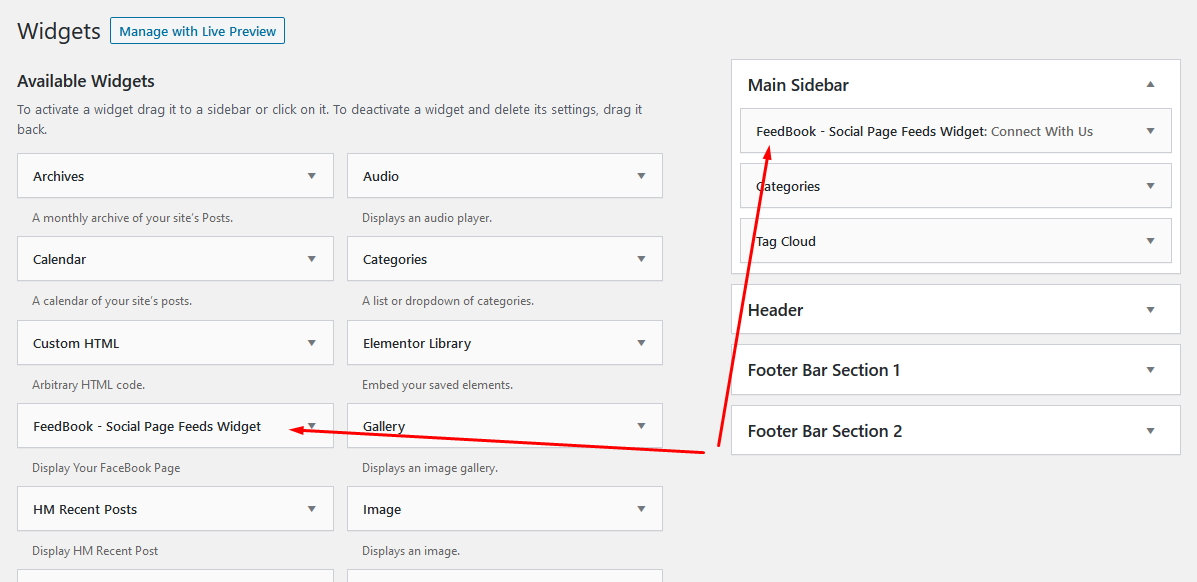 Widgets
Manage with Live Preview
Available Widgets
To activate a widget drag it to a sidebar or click on it. To deactivate a widget and delete its settings, drag it
back.
Archives
Audio
A monthly archive of your site's Posts.
Displays an audio player.
Calendar
Categories
A calendar of your site's posts.
A list or dropdown of categories.
Custom HTML
Elementor Library
Arbitrary HTML code.
Embed your saved elements.
FeedBook - Social Page Feeds Widget
Gallery
Display Your FaceBook Page
Displays an image gallery.
HM Recent Posts
Image
Display HM Recent Post
Displays an image.
Main Sidebar
FeedBook - Social Page Feeds Widget: Connect With Us
Categories
Tag Cloud
Header
Footer Bar Section 1
Footer Bar Section 2